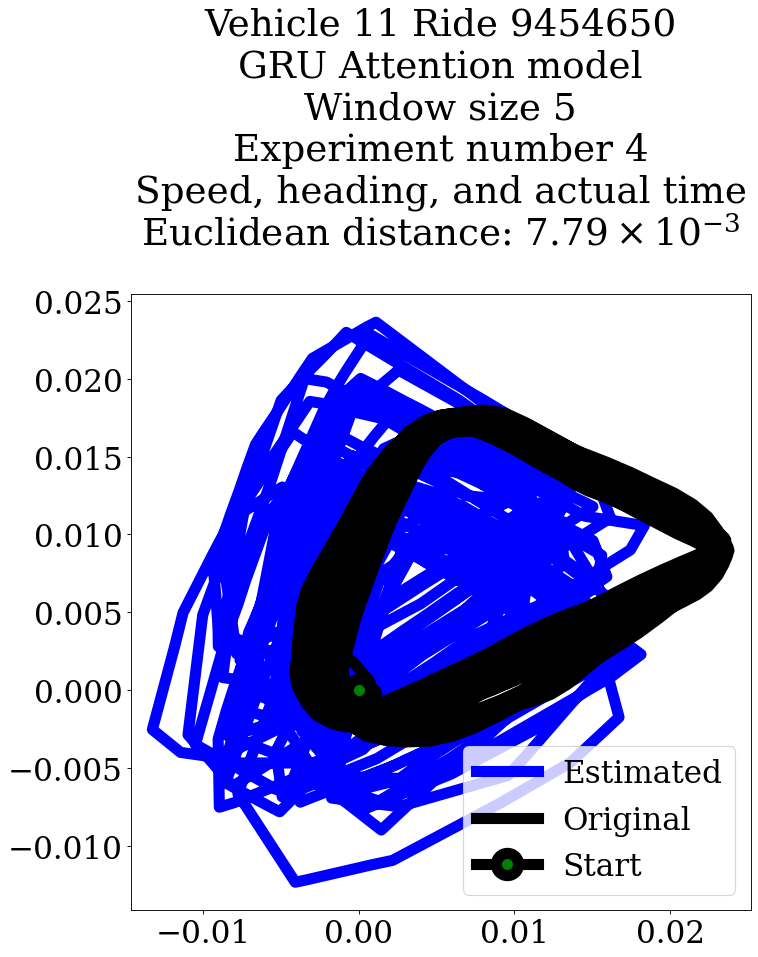 Vehicle 11 Ride 9454650
GRU Attention model
Window size 5
Experiment number 4
Speed, heading, and actual time
Euclidean distance: 7.79 × 10⁻³
0.025
0.020
0.015
0.010
0.005
0.000
−0.005
−0.010
Estimated
Original
Start
−0.01
0.00
0.01
0.02